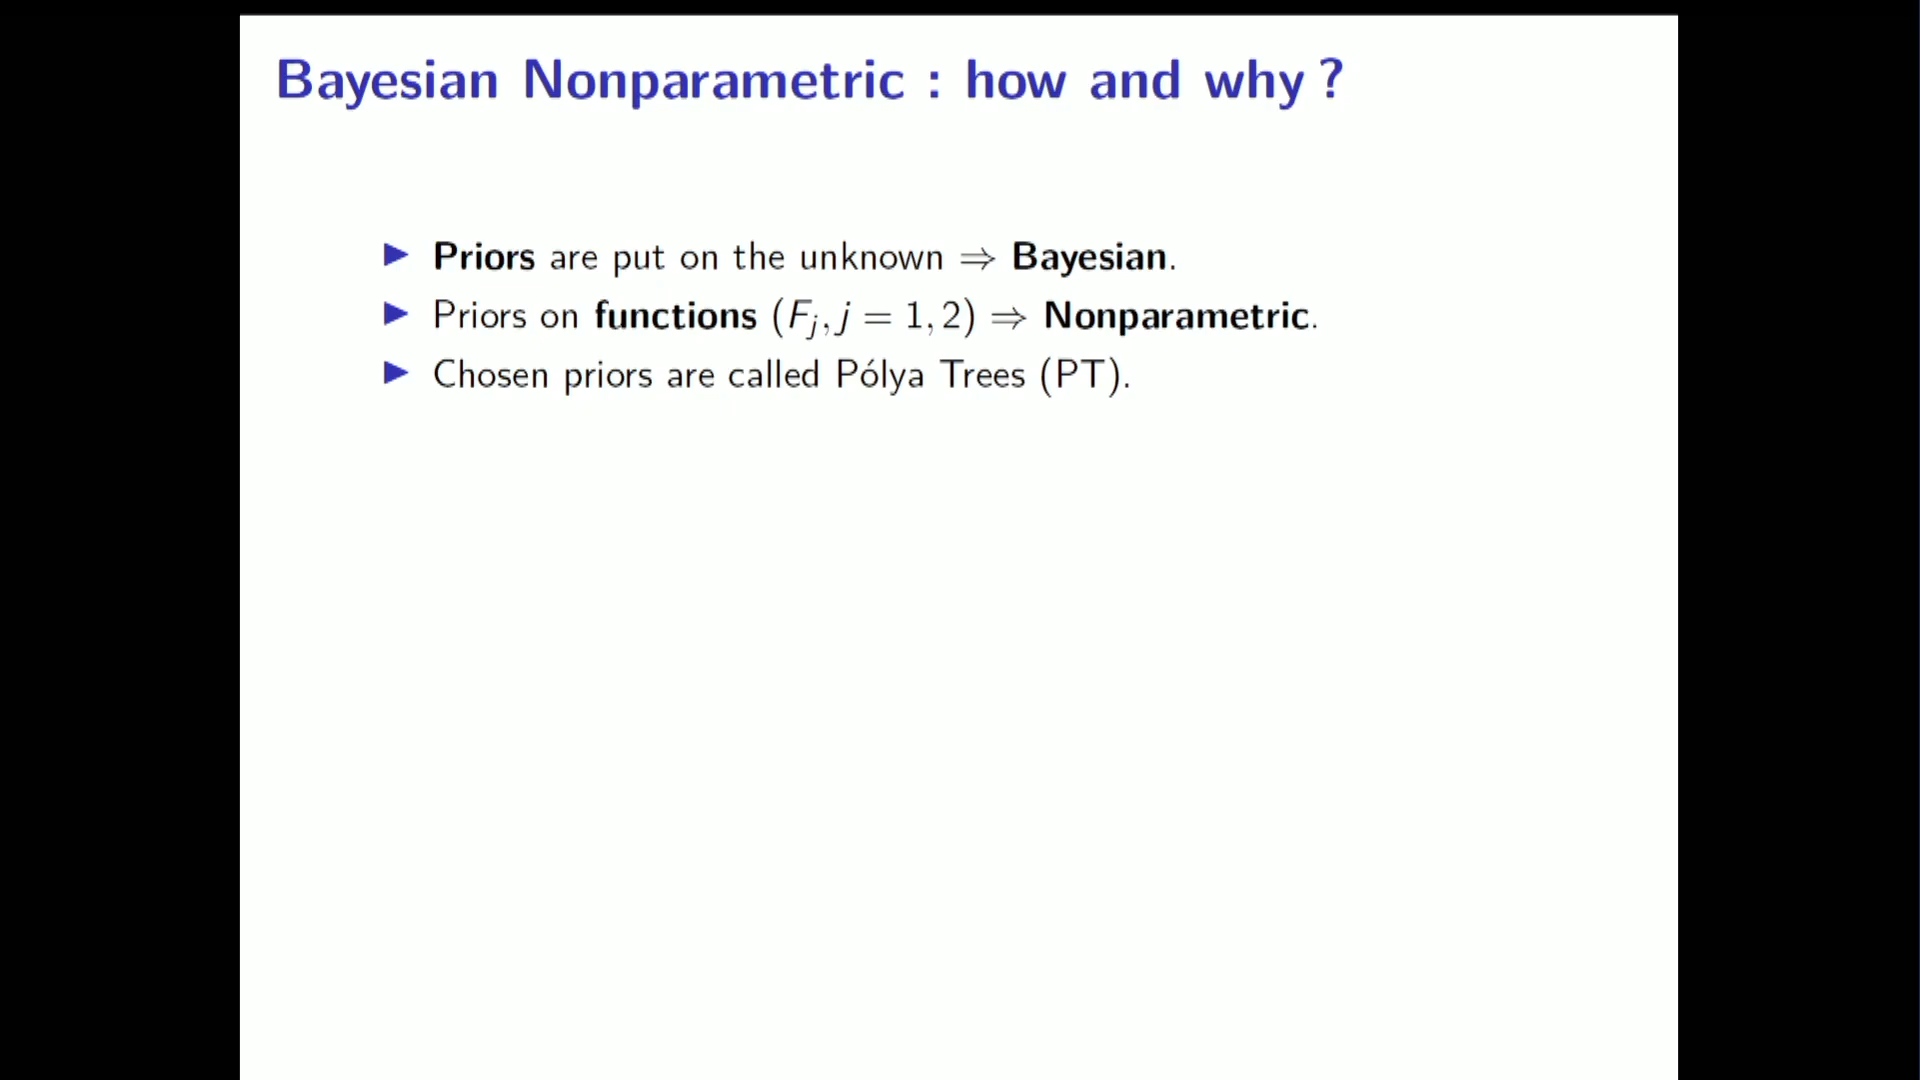 Bayesian Nonparametric : how and why ?
▶ Priors are put on the unknown ⇒ Bayesian.
▶ Priors on functions (F_j, j = 1, 2) ⇒ Nonparametric.
▶ Chosen priors are called Pólya Trees (PT).